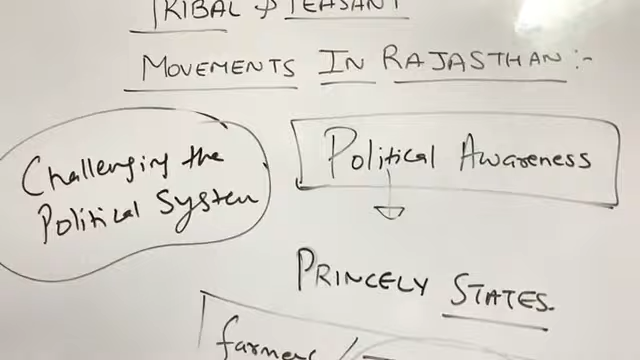 TRIBAL & PEASANT
MOVEMENTS IN RAJASTHAN :-
Challenging the
Political System
Political Awareness
PRINCELY STATES.
farmers /